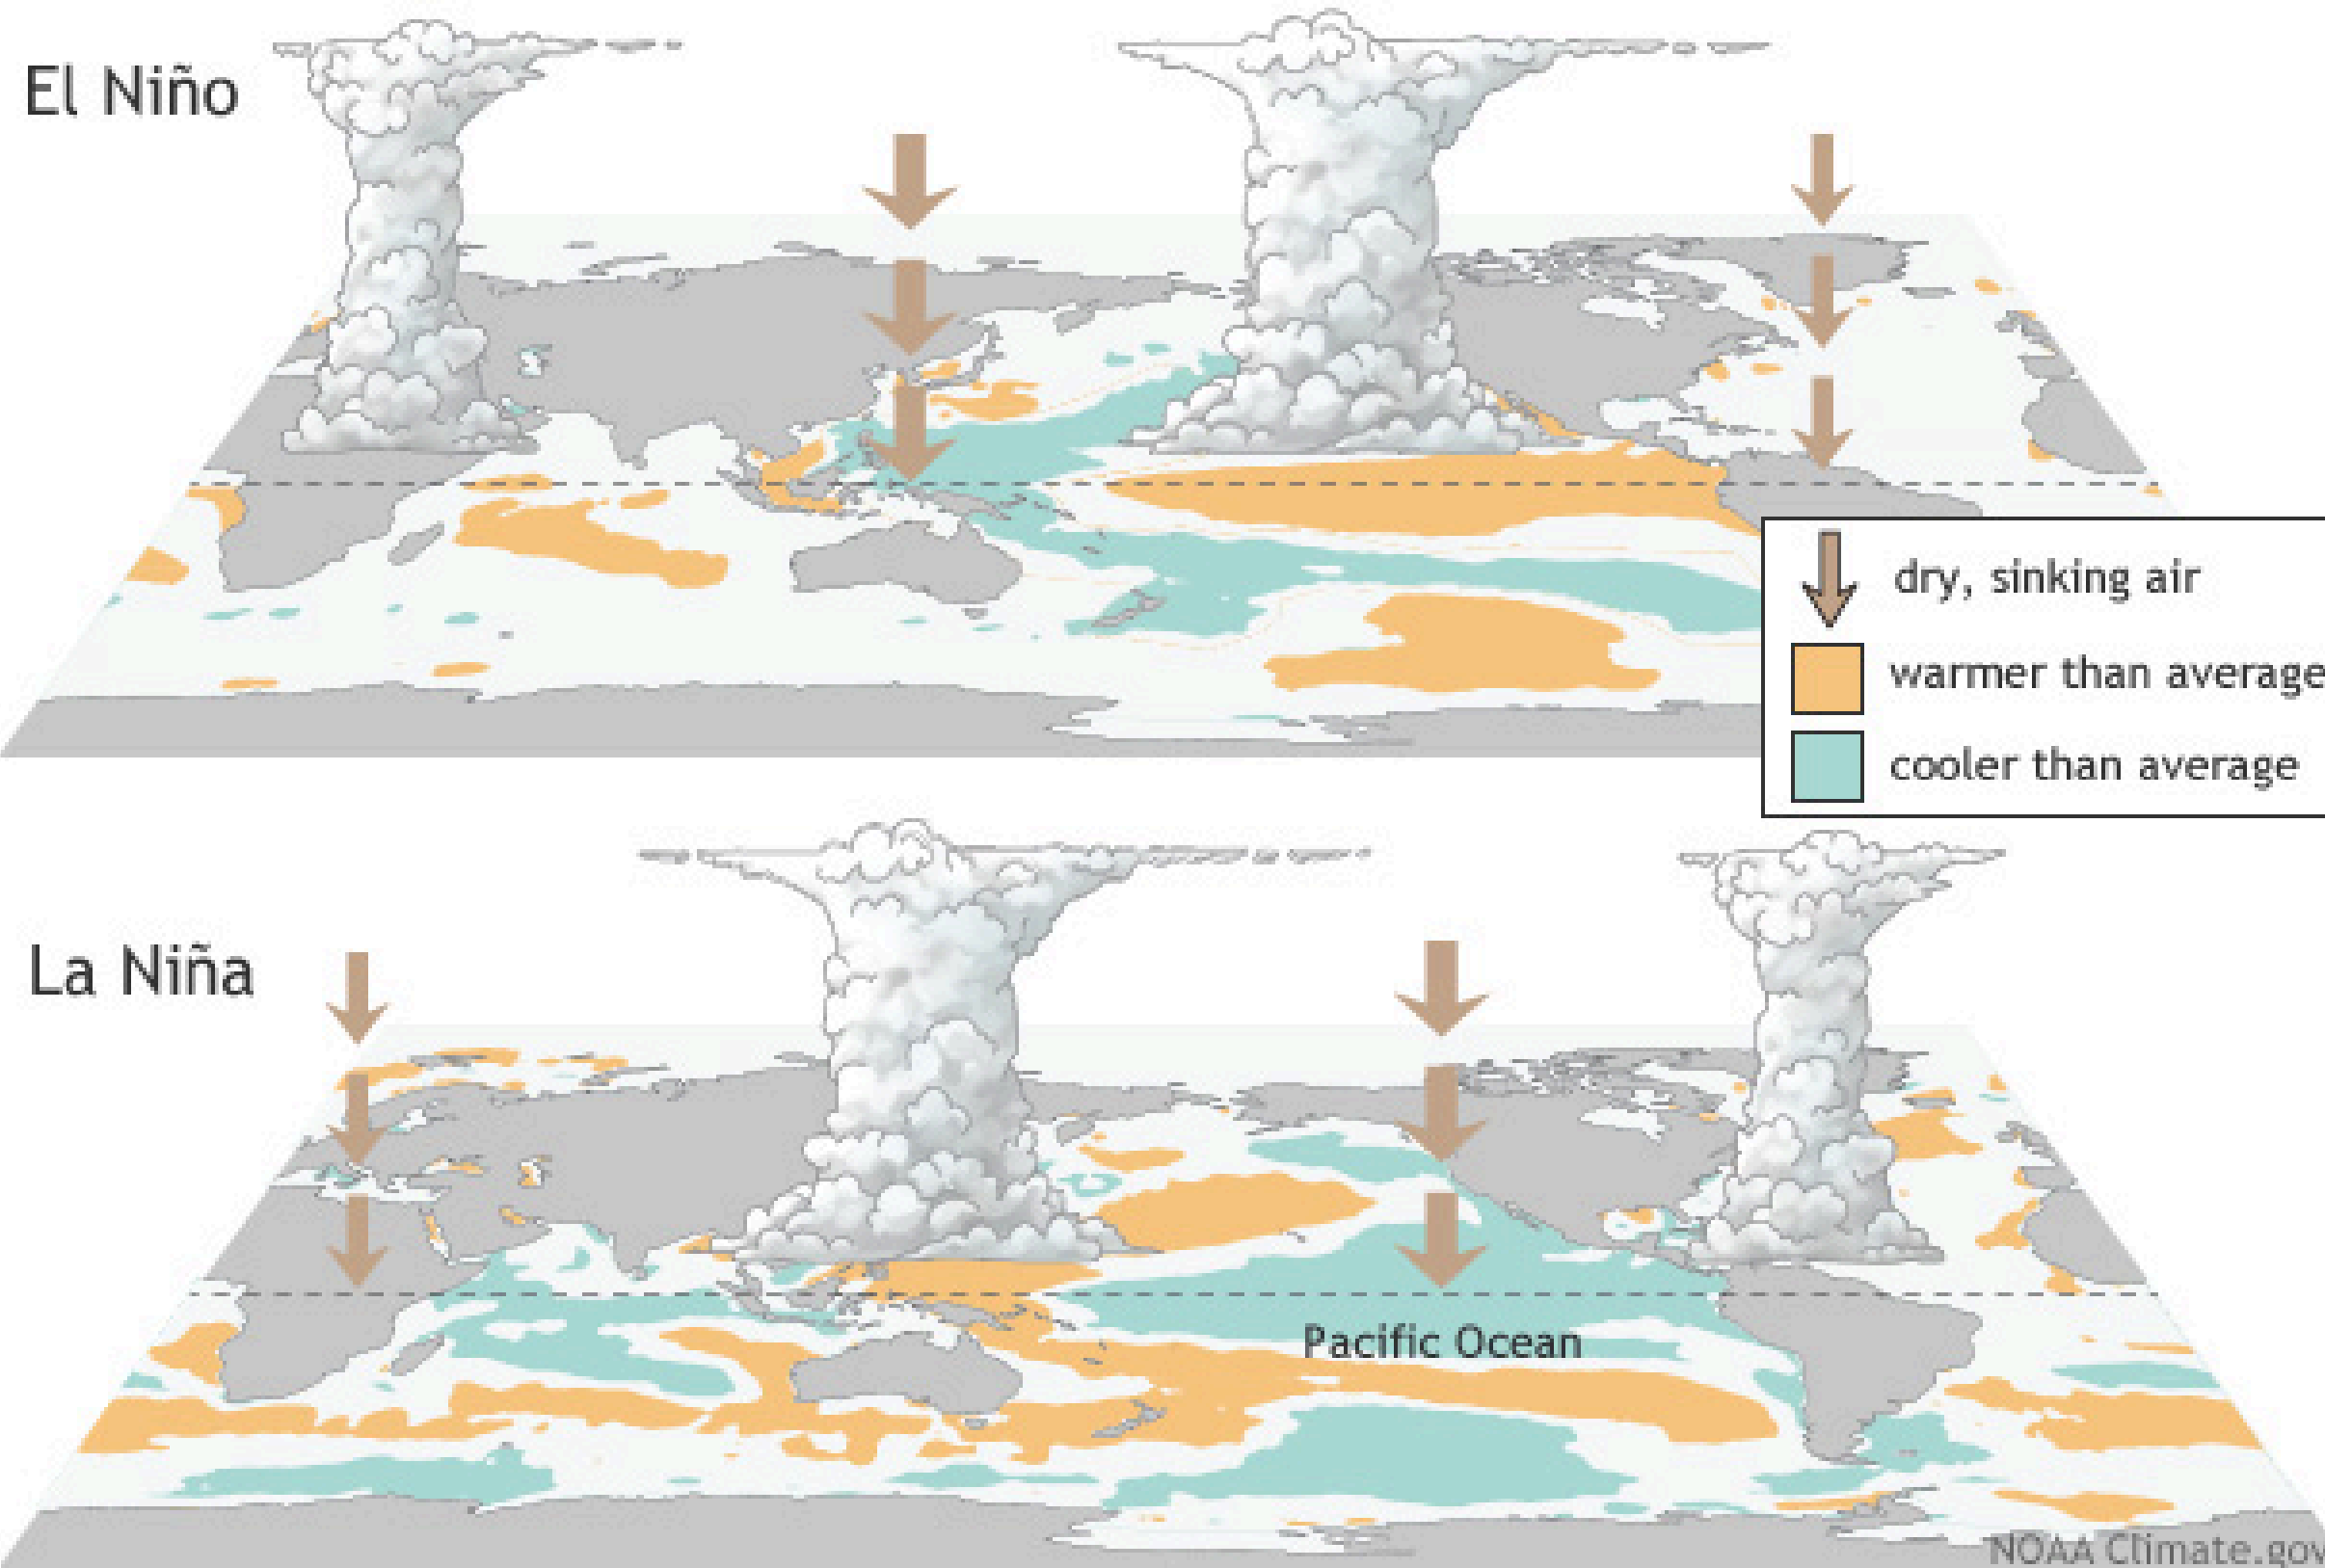 El Niño
dry, sinking air
warmer than average
cooler than average
La Niña
Pacific Ocean
NOAA Climate.gov